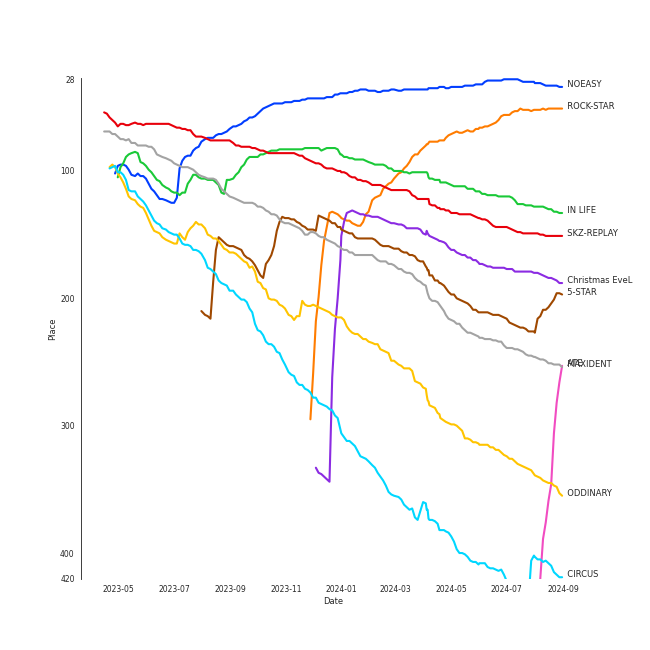 28
NOEASY
ROCK-STAR
100
IN LIFE
SKZ-REPLAY
Christmas EveL
5-STAR
200
Place
MAXIDENT
300
ODDINARY
400
CIRCUS
420
2023-05
2023-07
2023-09
2023-11
2024-01
2024-03
2024-05
2024-07
2024-09
Date